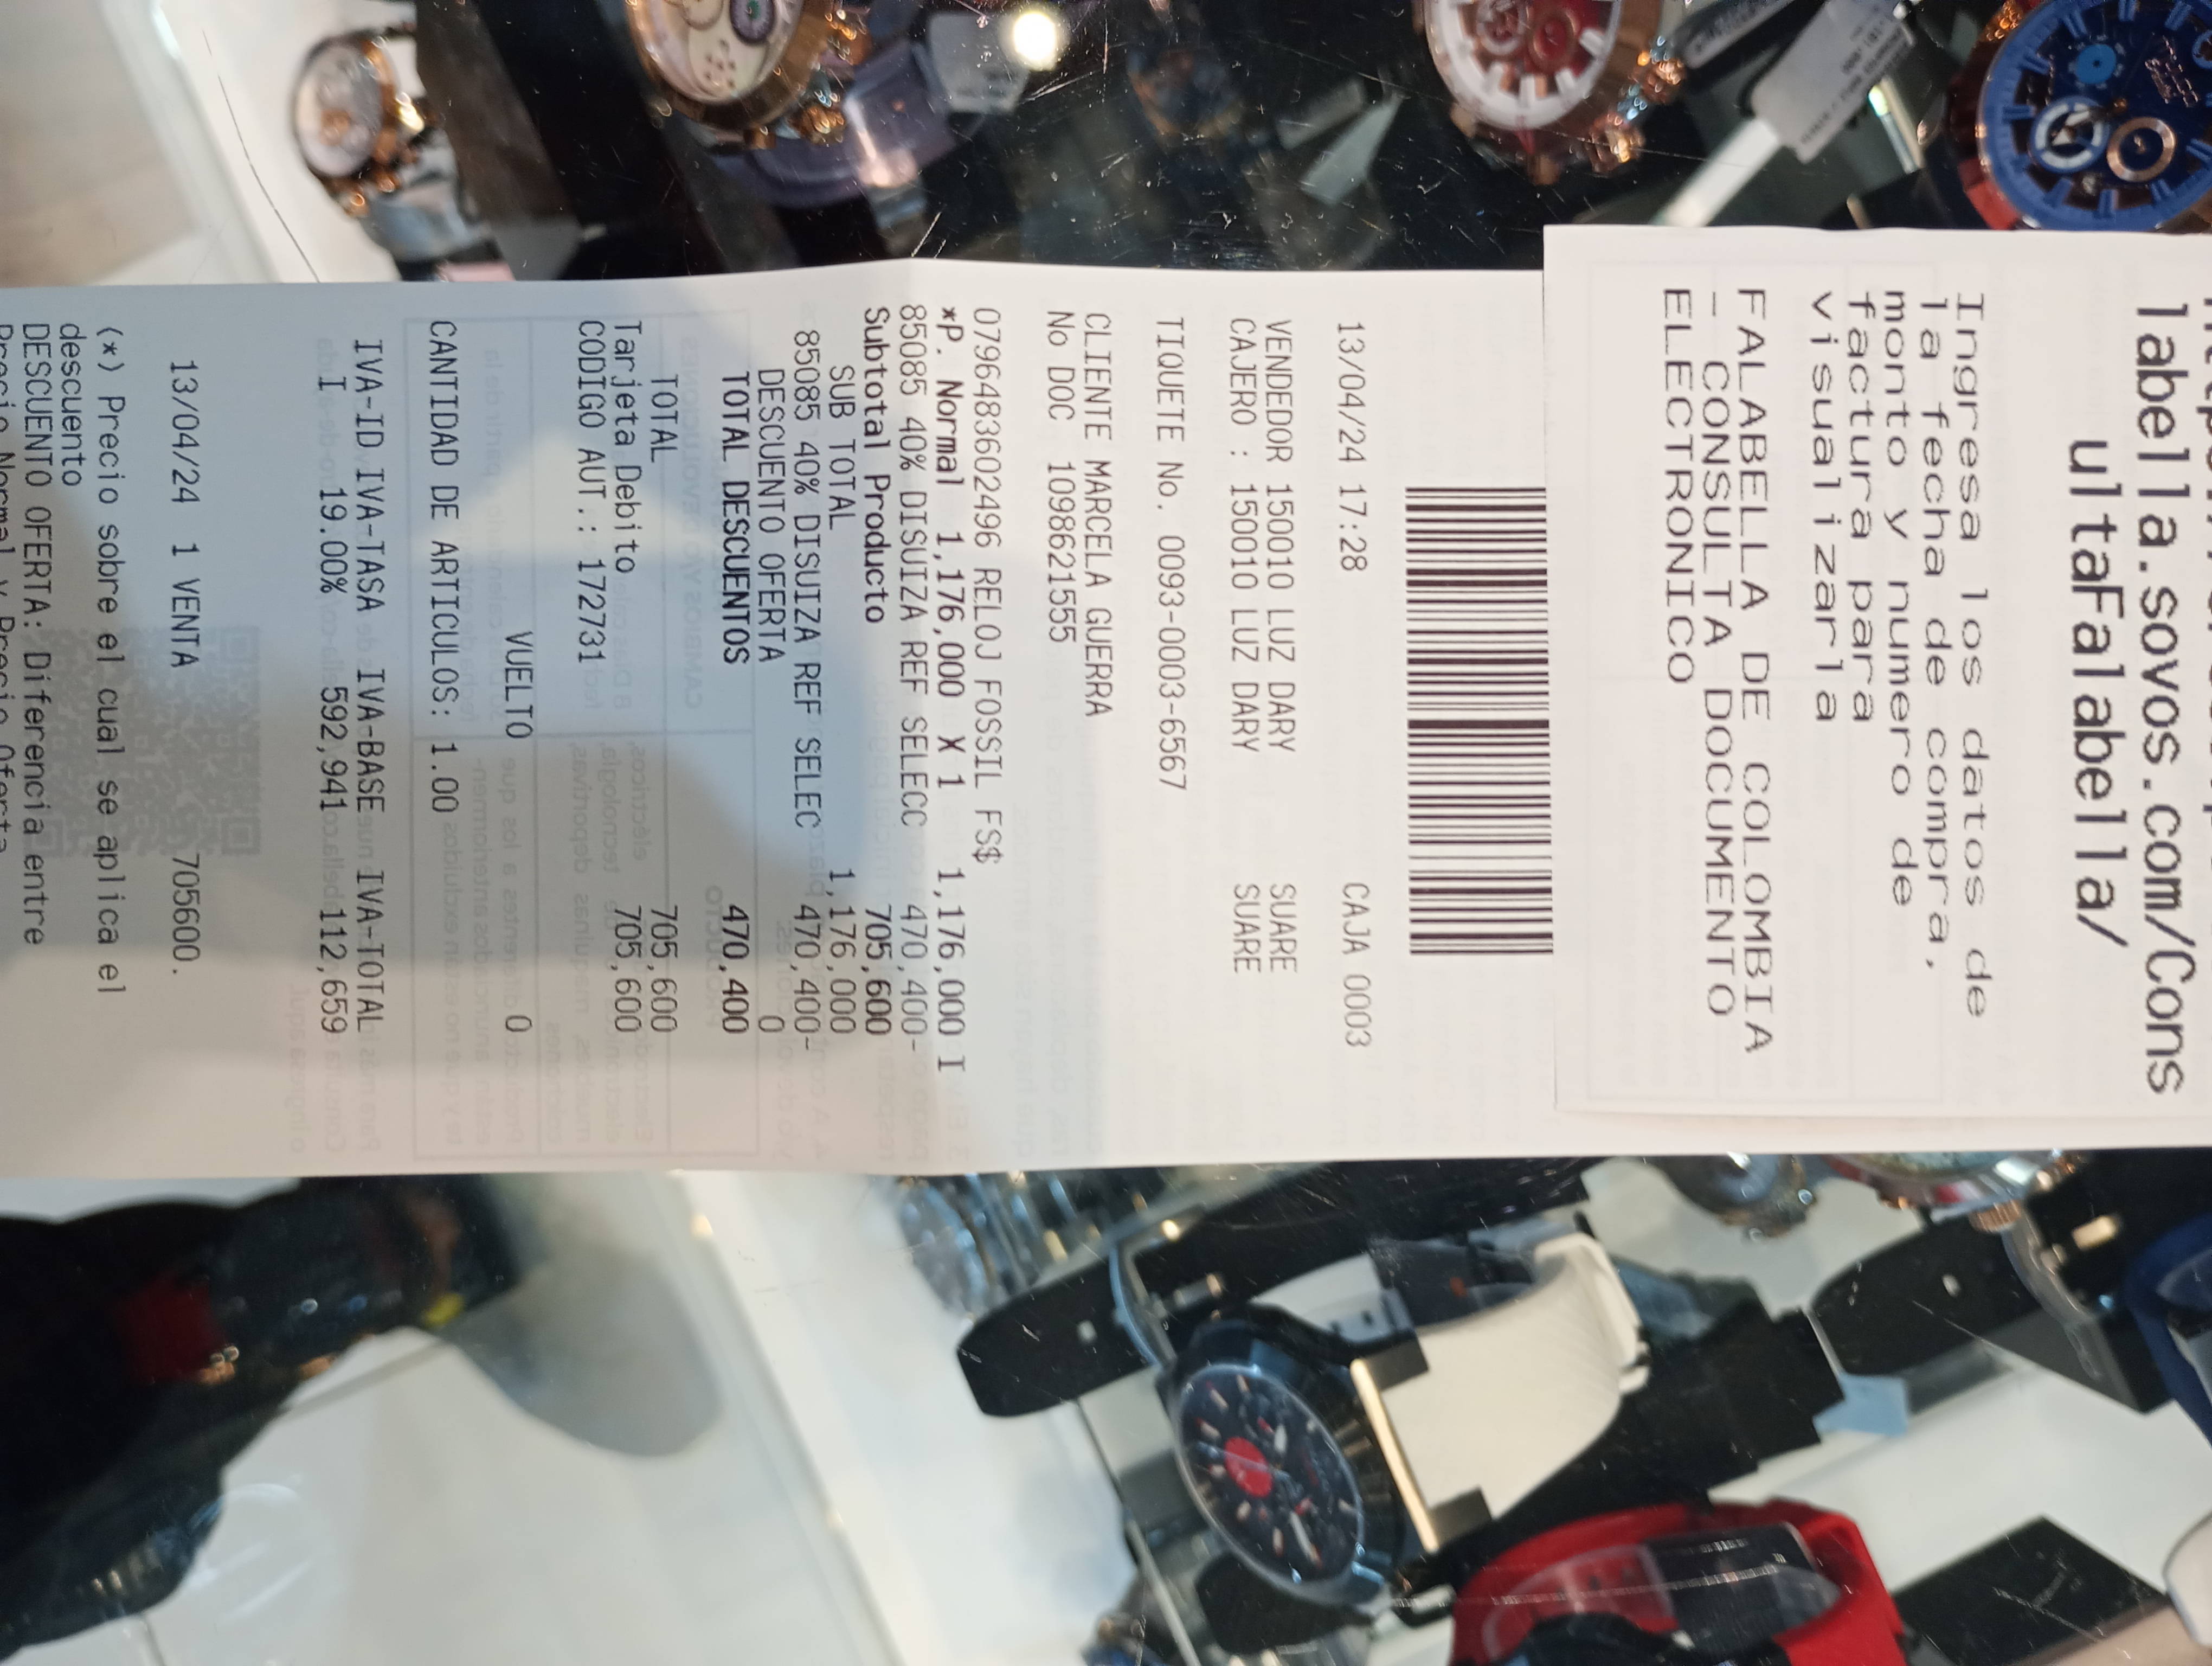 labella.sovos.com/Cons
ultaFalabella/
Ingresa los datos de
la fecha de compra,
monto y numero de
factura para
visualizarla
FALABELLA DE COLOMBIA
- CONSULTA DOCUMENTO
ELECTRONICO
13/04/24 17:28 CAJA 0003
VENDEDOR 150010 LUZ DARY SUARE
CAJERO : 150010 LUZ DARY SUARE
TIQUETE No. 0093-0003-6567
CLIENTE MARCELA GUERRA
No DOC 1098621555
0796483602496 RELOJ FOSSIL FS$
*P. Normal 1,176,000 X 1 1,176,000 I
85085 40% DISUIZA REF SELECC 470,400-
Subtotal Producto 705,600
SUB TOTAL 1,176,000
85085 40% DISUIZA REF SELEC 470,400-
DESCUENTO OFERTA 0
TOTAL DESCUENTOS 470,400
TOTAL 705,600
Tarjeta Debito 705,600
CODIGO AUT.: 172731
VUELTO 0
CANTIDAD DE ARTICULOS: 1.00
IVA-ID IVA-TASA IVA-BASE IVA-TOTAL
I 19.00% 592,941 112,659
13/04/24 1 VENTA 705600.
(*) Precio sobre el cual se aplica el
descuento
DESCUENTO OFERTA: Diferencia entre
Precio Normal y Precio Oferta